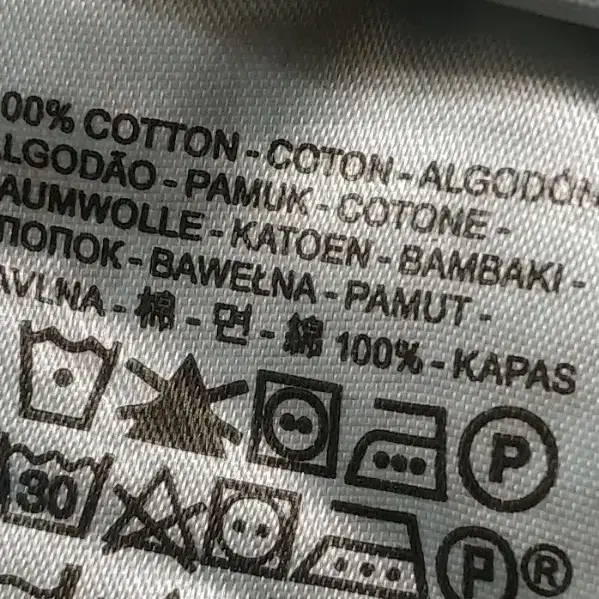 00% COTTON - COTON - ALGODÓN
LGODÃO - PAMUK - COTONE -
AUMWOLLE - KATOEN - BAMBAKI -
ПОПОК - BAWEŁNA - PAMUT -
AVLNA - 棉 - 면 - 綿 100% - KAPAS
P
30 P ®